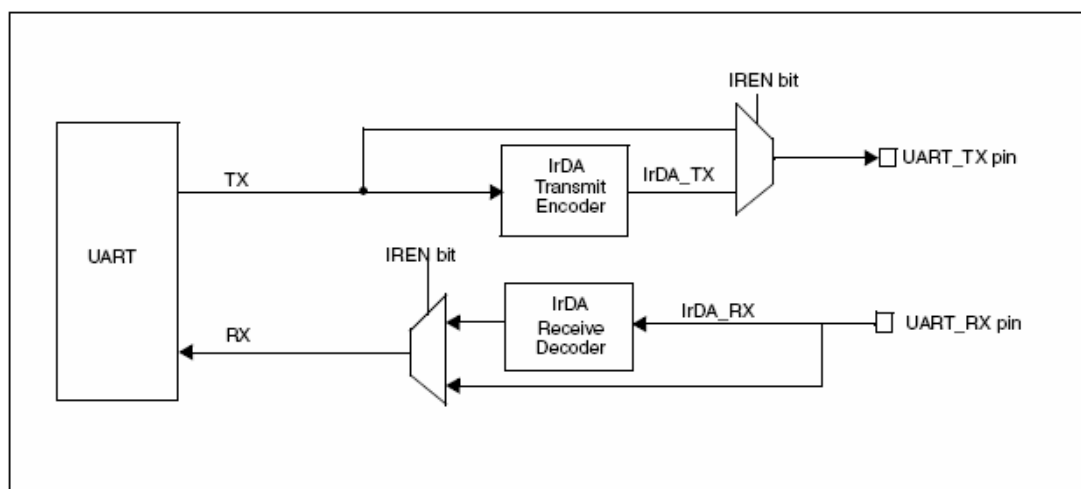 IREN bit
UART_TX pin
TX
IrDA
Transmit
Encoder
IrDA_TX
UART
IREN bit
IrDA
Receive
Decoder
IrDA_RX
UART_RX pin
RX